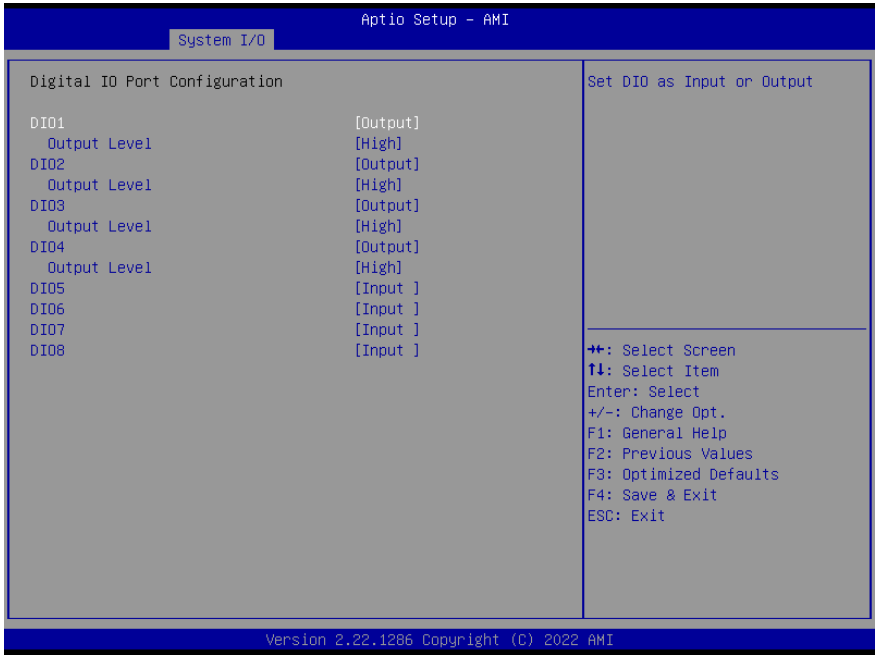 Aptio Setup – AMI
System I/O
Digital IO Port Configuration
DIO1 [Output]
Output Level [High]
DIO2 [Output]
Output Level [High]
DIO3 [Output]
Output Level [High]
DIO4 [Output]
Output Level [High]
DIO5 [Input ]
DIO6 [Input ]
DIO7 [Input ]
DIO8 [Input ]
Set DIO as Input or Output
→←: Select Screen
↑↓: Select Item
Enter: Select
+/-: Change Opt.
F1: General Help
F2: Previous Values
F3: Optimized Defaults
F4: Save & Exit
ESC: Exit
Version 2.22.1286 Copyright (C) 2022 AMI